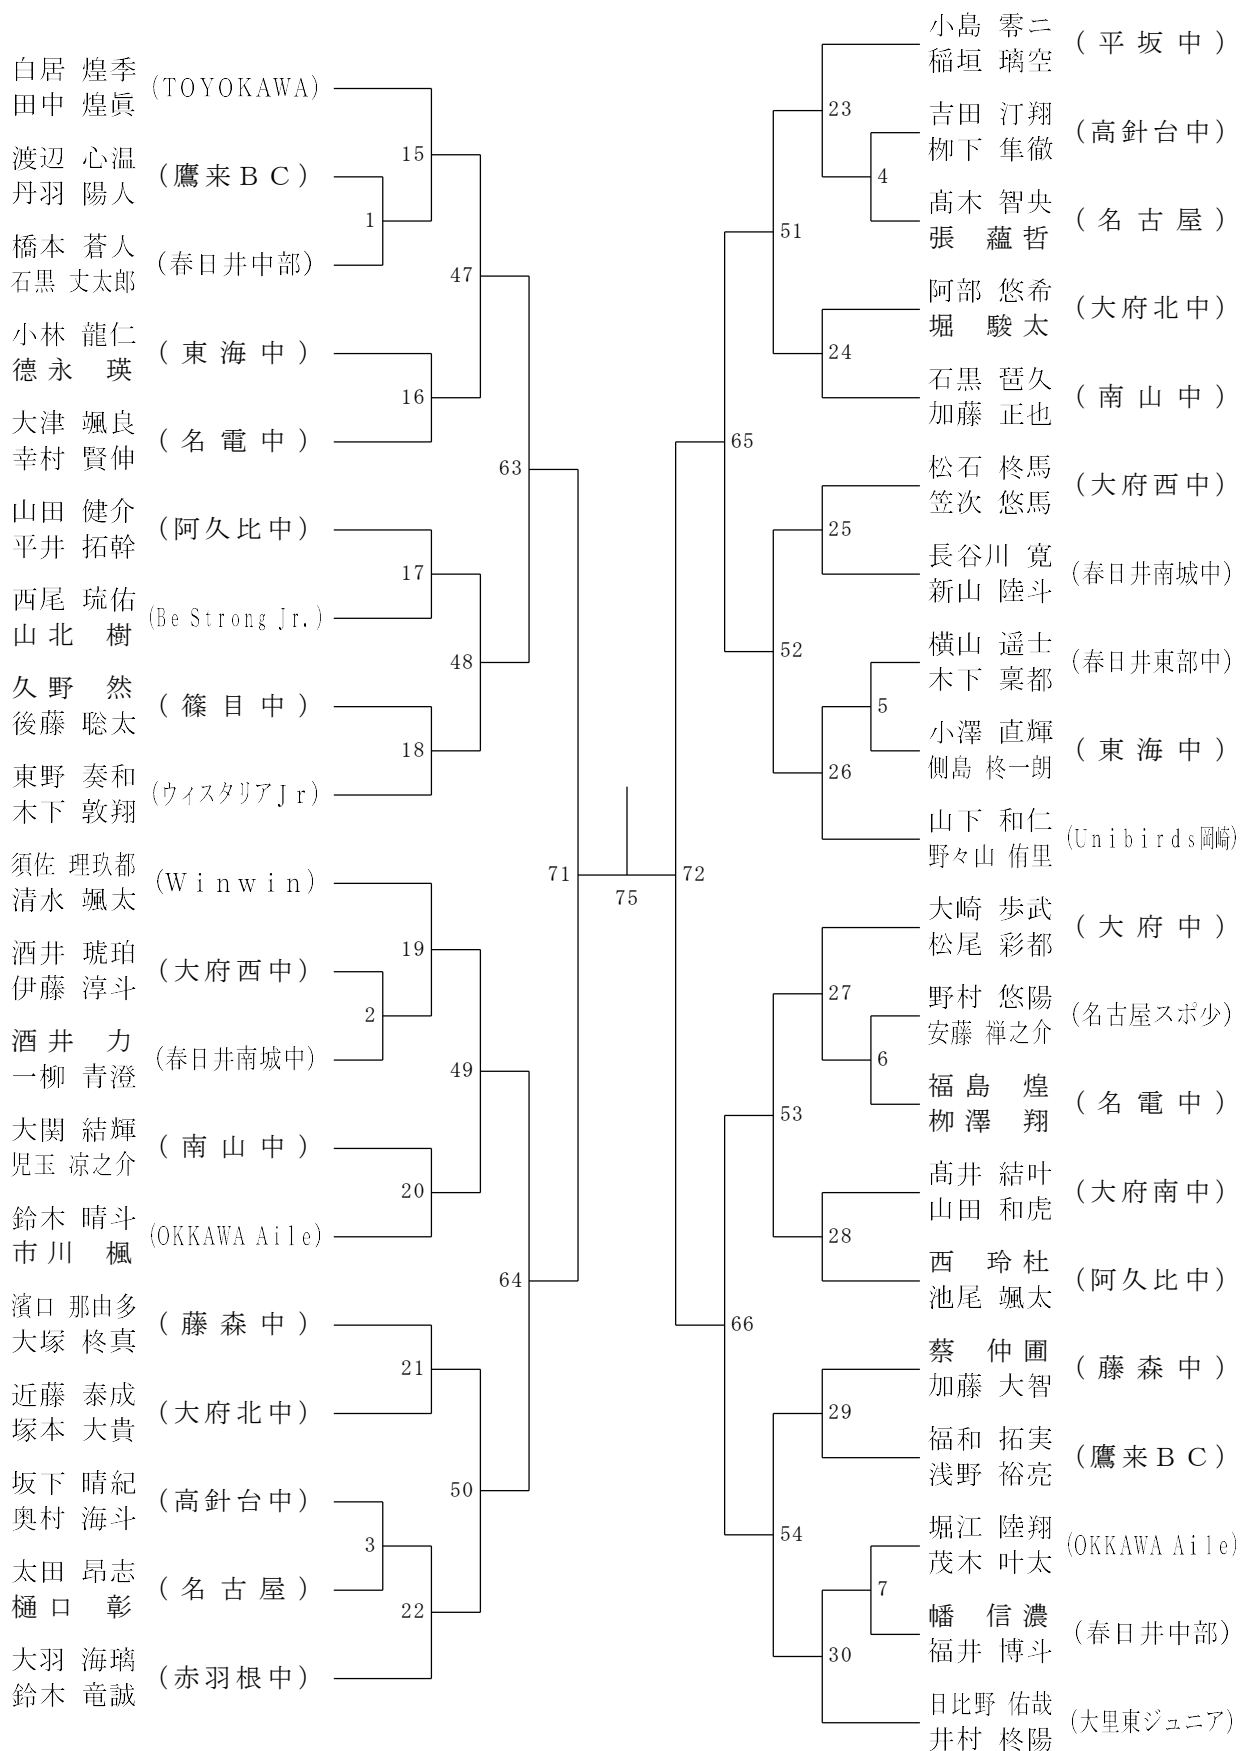 白居 煌季
田中 煌眞
(TOYOKAWA)
渡辺 心温
丹羽 陽人
(鷹来ＢＣ)
橋本 蒼人
石黒 丈太郎
(春日井中部)
小林 龍仁
德永 瑛
(東海中)
大津 颯良
幸村 賢伸
(名電中)
山田 健介
平井 拓幹
(阿久比中)
西尾 琉佑
山北 樹
(Be Strong Jr.)
久野 然
後藤 聡太
(篠目中)
東野 奏和
木下 敦翔
(ウィスタリアJr)
須佐 理玖都
清水 颯太
(Ｗｉｎｗｉｎ)
酒井 琥珀
伊藤 淳斗
(大府西中)
酒井 力
一柳 青澄
(春日井南城中)
大関 結輝
児玉 凉之介
(南山中)
鈴木 晴斗
市川 楓
(OKKAWA Aile)
濱口 那由多
大塚 柊真
(藤森中)
近藤 泰成
塚本 大貴
(大府北中)
坂下 晴紀
奥村 海斗
(高針台中)
太田 昂志
樋口 彰
(名古屋)
大羽 海璃
鈴木 竜誠
(赤羽根中)
15
1
47
16
63
17
48
18
71
19
2
49
20
64
21
50
3
22
75
72
23
4
51
24
65
25
52
5
26
27
6
53
28
66
29
54
7
30
小島 零二
稲垣 璃空
(平坂中)
吉田 汀翔
栁下 隼徹
(高針台中)
髙木 智央
張 蘊哲
(名古屋)
阿部 悠希
堀 駿太
(大府北中)
石黒 琶久
加藤 正也
(南山中)
松石 柊馬
笠次 悠馬
(大府西中)
長谷川 寛
新山 陸斗
(春日井南城中)
横山 遥士
木下 稟都
(春日井東部中)
小澤 直輝
側島 柊一朗
(東海中)
山下 和仁
野々山 侑里
(Unibirds岡崎)
大崎 歩武
松尾 彩都
(大府中)
野村 悠陽
安藤 禅之介
(名古屋スポ少)
福島 煌
栁澤 翔
(名電中)
髙井 結叶
山田 和虎
(大府南中)
西 玲杜
池尾 颯太
(阿久比中)
蔡 仲圃
加藤 大智
(藤森中)
福和 拓実
浅野 裕亮
(鷹来ＢＣ)
堀江 陸翔
茂木 叶太
(OKKAWA Aile)
幡 信濃
福井 博斗
(春日井中部)
日比野 佑哉
井村 柊陽
(大里東ジュニア)